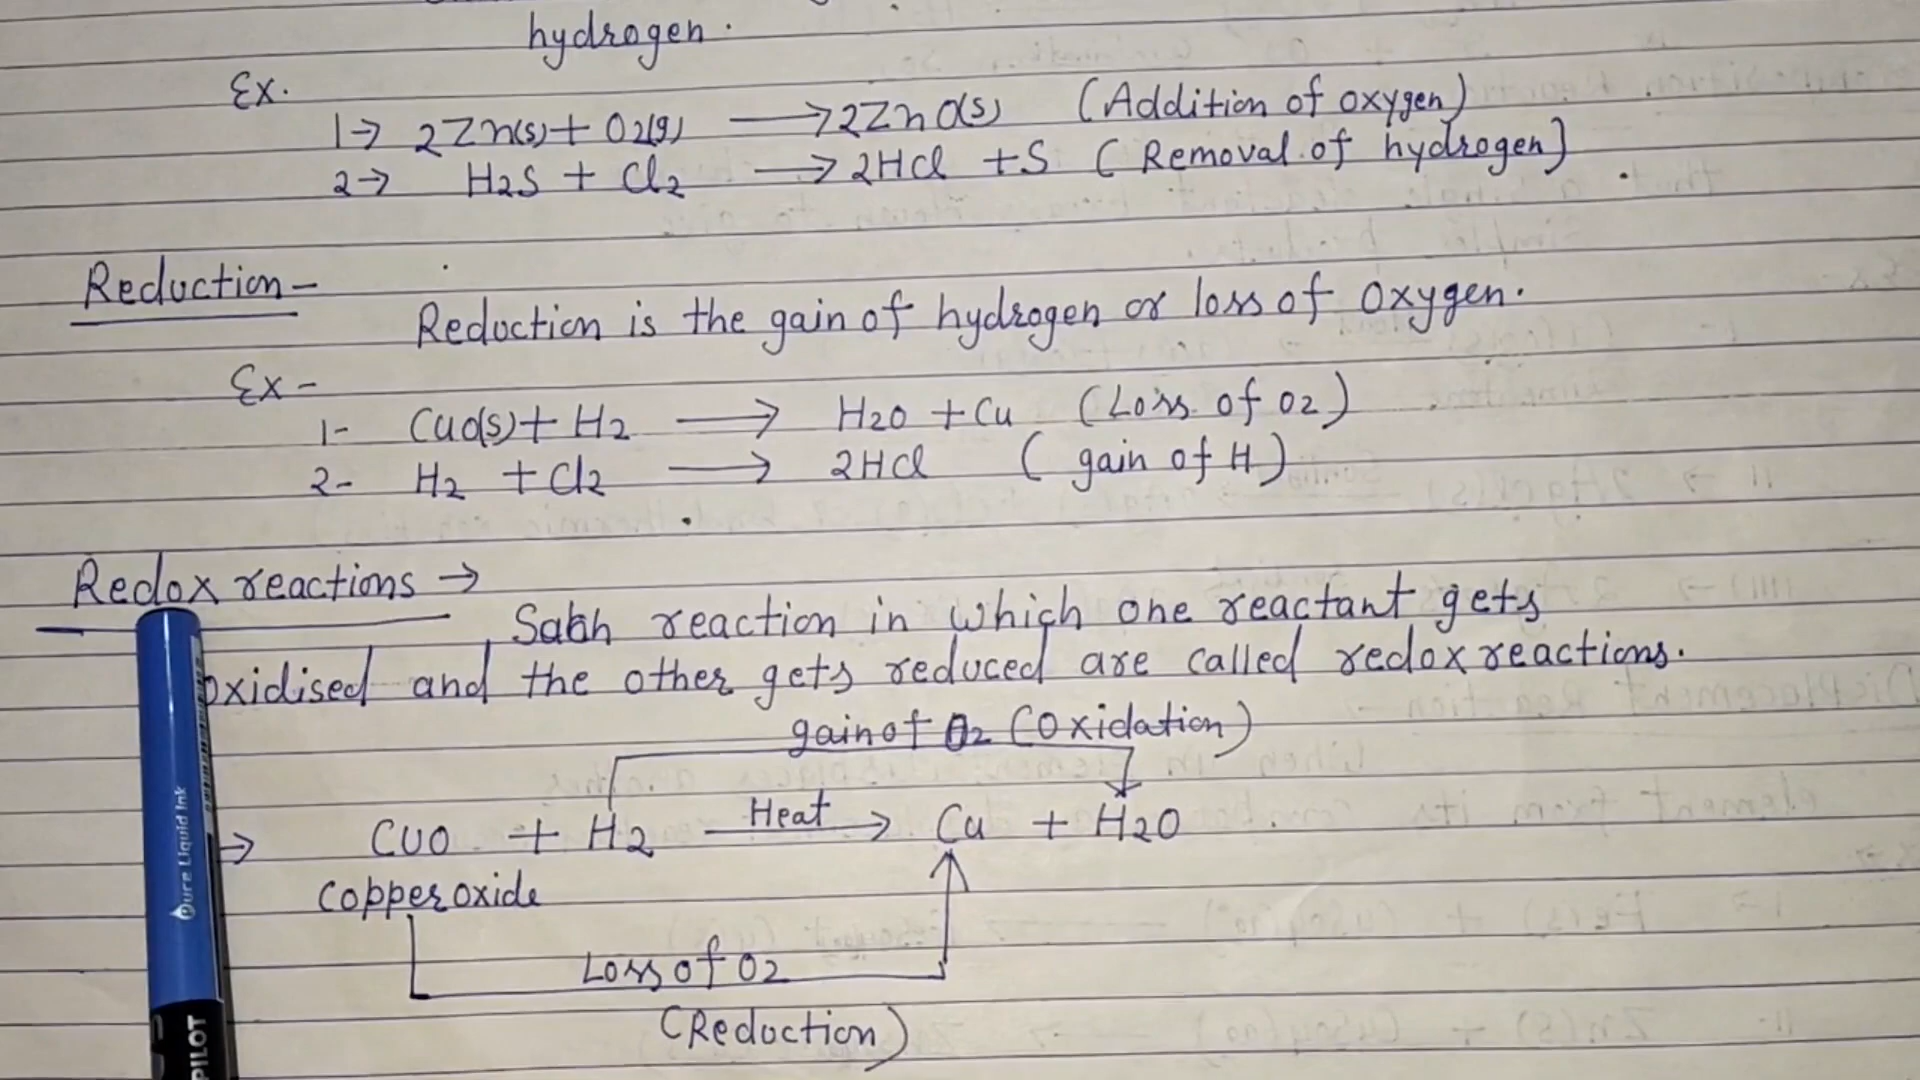 hydrogen.
Ex.
1→ 2Zn(s) + O2(g) ⟶ 2ZnO(s) (Addition of oxygen)
2→ H2S + Cl2 ⟶ 2HCl + S (Removal of hydrogen)
Reduction-
Reduction is the gain of hydrogen or loss of Oxygen.
Ex-
1- CuO(s) + H2 ⟶ H2O + Cu (Loss of O2)
2- H2 + Cl2 ⟶ 2HCl (gain of H)
Redox reactions →
reaction in which one reactant gets
oxidised and the other gets reduced are called redox reactions.
gain of O2 (Oxidation)
→ CuO + H2 —Heat→ Cu + H2O
Copper oxide
Loss of O2
(Reduction)
Pure Liquid Ink
PILOT